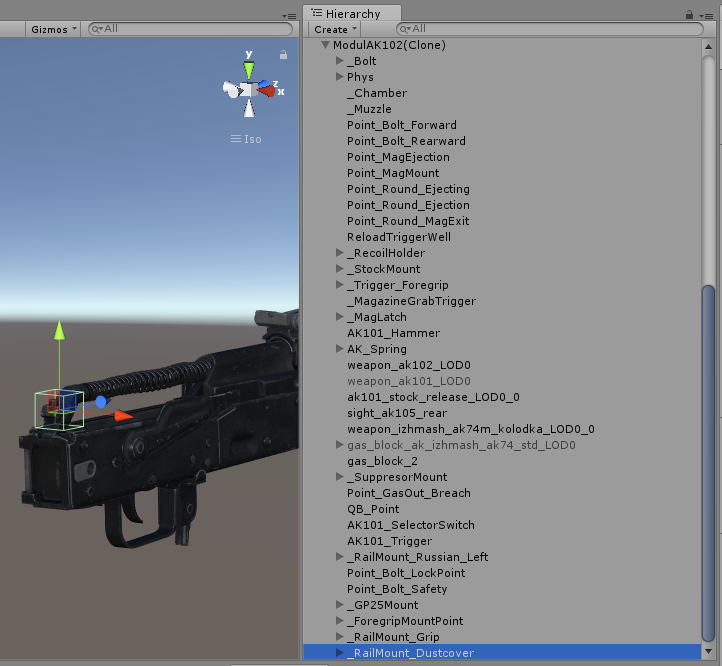 Gizmos
All
y
z
x
Iso
Hierarchy
Create
All
ModulAK102(Clone)
_Bolt
Phys
_Chamber
_Muzzle
Point_Bolt_Forward
Point_Bolt_Rearward
Point_MagEjection
Point_MagMount
Point_Round_Ejecting
Point_Round_Ejection
Point_Round_MagExit
ReloadTriggerWell
_RecoilHolder
_StockMount
_Trigger_Foregrip
_MagazineGrabTrigger
_MagLatch
AK101_Hammer
AK_Spring
weapon_ak102_LOD0
weapon_ak101_LOD0
ak101_stock_release_LOD0_0
sight_ak105_rear
weapon_izhmash_ak74m_kolodka_LOD0_0
gas_block_ak_izhmash_ak74_std_LOD0
gas_block_2
_SuppresorMount
Point_GasOut_Breach
QB_Point
AK101_SelectorSwitch
AK101_Trigger
_RailMount_Russian_Left
Point_Bolt_LockPoint
Point_Bolt_Safety
_GP25Mount
_ForegripMountPoint
_RailMount_Grip
_RailMount_Dustcover